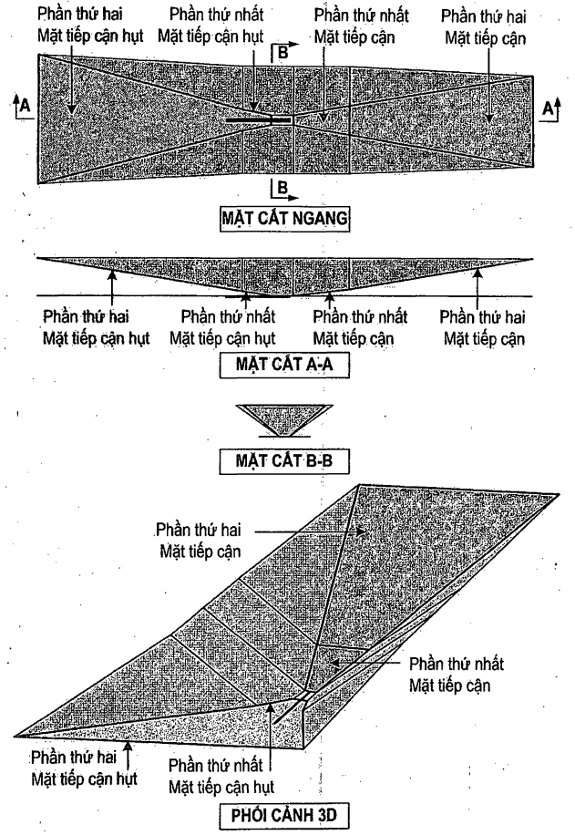 Phần thứ hai
Mặt tiếp cận hụt
Phần thứ nhất
Mặt tiếp cận hụt
Phần thứ nhất
Mặt tiếp cận
Phần thứ hai
Mặt tiếp cận
B
A
A
B
MẶT CẮT NGANG
Phần thứ hai
Mặt tiếp cận hụt
Phần thứ nhất
Mặt tiếp cận hụt
Phần thứ nhất
Mặt tiếp cận
Phần thứ hai
Mặt tiếp cận
MẶT CẮT A-A
MẶT CẮT B-B
Phần thứ hai
Mặt tiếp cận
Phần thứ nhất
Mặt tiếp cận
Phần thứ hai
Mặt tiếp cận hụt
Phần thứ nhất
Mặt tiếp cận hụt
PHỐI CẢNH 3D